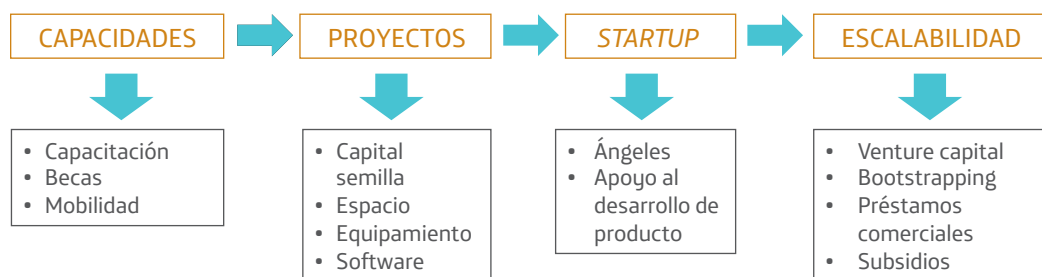 CAPACIDADES
PROYECTOS
STARTUP
ESCALABILIDAD
• Capacitación
• Becas
• Mobilidad
• Capital
semilla
• Espacio
• Equipamiento
• Software
• Ángeles
• Apoyo al
desarrollo de
producto
• Venture capital
• Bootstrapping
• Préstamos
comerciales
• Subsidios